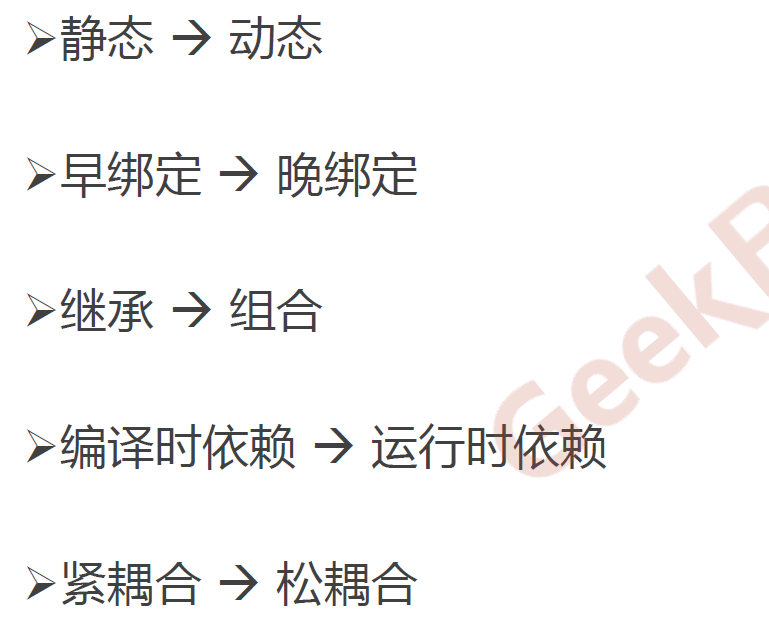 ➢静态 → 动态
➢早绑定 → 晚绑定
➢继承 → 组合
➢编译时依赖 → 运行时依赖
➢紧耦合 → 松耦合
Geek